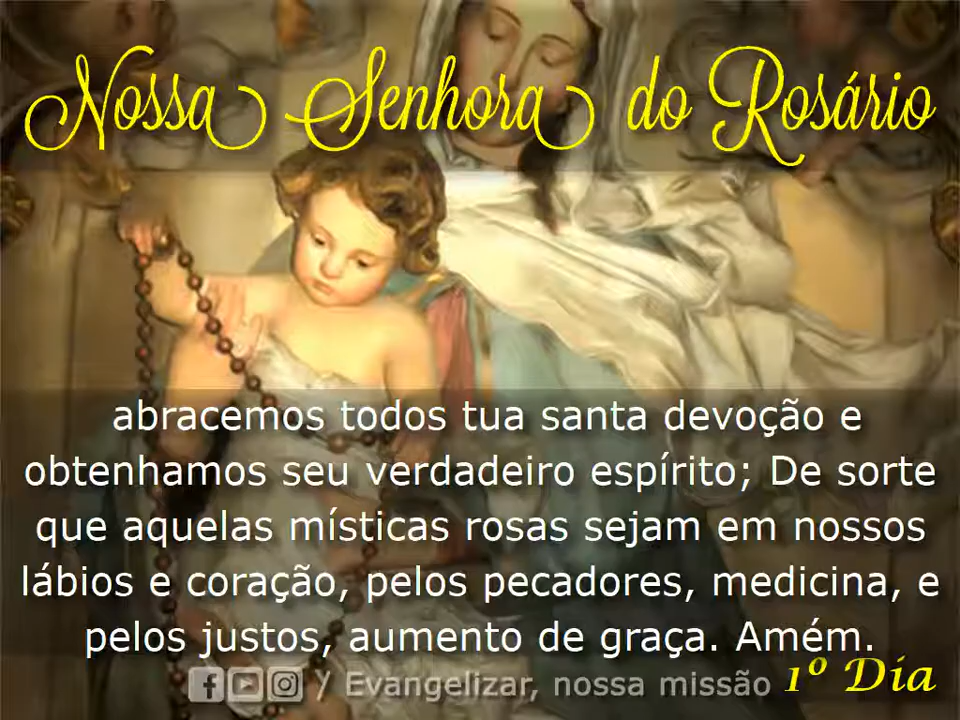 Nossa Senhora do Rosário
abracemos todos tua santa devoção e
obtenhamos seu verdadeiro espírito; De sorte
que aquelas místicas rosas sejam em nossos
lábios e coração, pelos pecadores, medicina, e
pelos justos, aumento de graça. Amém.
/ Evangelizar, nossa missão
1º Dia